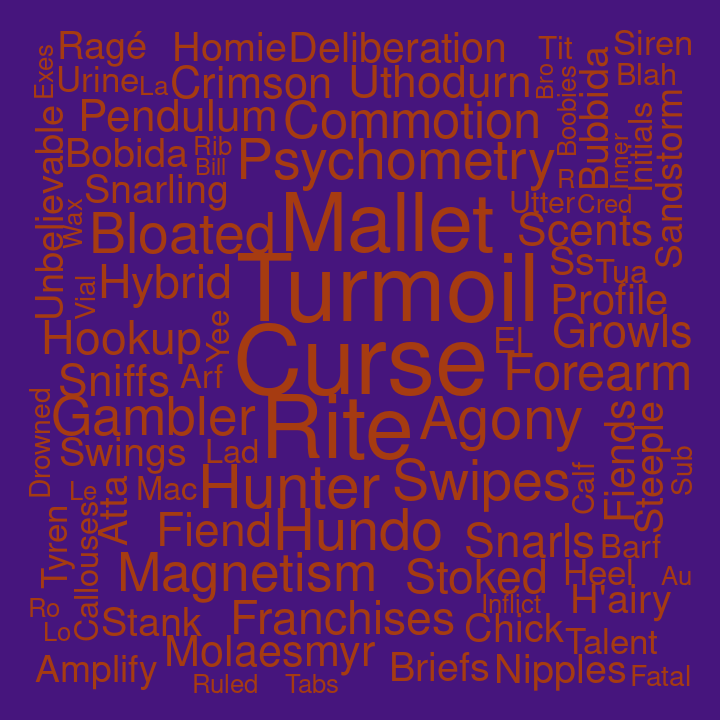 Ragé Homie Deliberation Tit Siren
Exes Urine La Crimson Uthodurn Bro Boobies Bubbida Blah
Pendulum Commotion Initials Sandstorm
Unbelievable Bobida Rib Bill Psychometry R Inner
Snarling Mallet Utter Cred
Wax Bloated Scents
Vial Hybrid Turmoil Ss Tua
Profile
Hookup Yee Curse EL Growls
Sniffs Arf Forearm
Drowned Gambler Rite Agony Fiends Steeple
Swings Lad Sub
Le Atta Mac Hunter Swipes Calf
Tyren Callouses Fiend Hundo Snarls Barf
Magnetism Stoked Heel Au
Ro Inflict H'airy
Lo Stank Franchises Chick Talent
Amplify Molaesmyr Briefs Nipples Fatal
Ruled Tabs